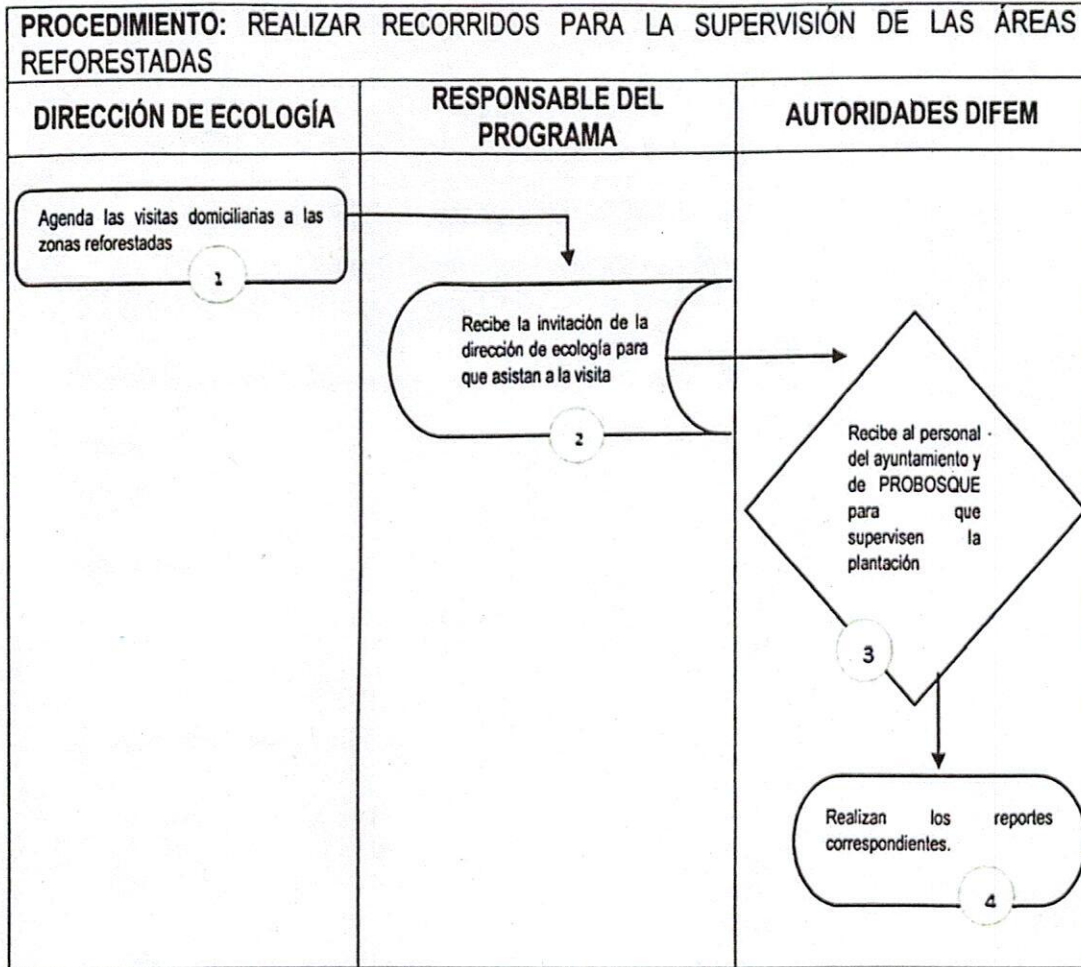 PROCEDIMIENTO: REALIZAR RECORRIDOS PARA LA SUPERVISIÓN DE LAS ÁREAS
REFORESTADAS
DIRECCIÓN DE ECOLOGÍA
RESPONSABLE DEL
PROGRAMA
AUTORIDADES DIFEM
Agenda las visitas domiciliarias a las
zonas reforestadas
1
Recibe la invitación de la
dirección de ecología para
que asistan a la visita
2
Recibe al personal
del ayuntamiento y
de PROBOSQUE
para que
supervisen la
plantación
3
Realizan los reportes
correspondientes.
4